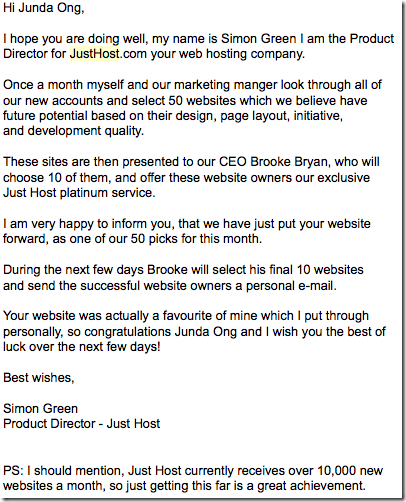 Hi Junda Ong,
I hope you are doing well, my name is Simon Green I am the Product
Director for JustHost.com your web hosting company.
Once a month myself and our marketing manger look through all of
our new accounts and select 50 websites which we believe have
future potential based on their design, page layout, initiative,
and development quality.
These sites are then presented to our CEO Brooke Bryan, who will
choose 10 of them, and offer these website owners our exclusive
Just Host platinum service.
I am very happy to inform you, that we have just put your website
forward, as one of our 50 picks for this month.
During the next few days Brooke will select his final 10 websites
and send the successful website owners a personal e-mail.
Your website was actually a favourite of mine which I put through
personally, so congratulations Junda Ong and I wish you the best of
luck over the next few days!
Best wishes,
Simon Green
Product Director - Just Host
PS: I should mention, Just Host currently receives over 10,000 new
websites a month, so just getting this far is a great achievement.